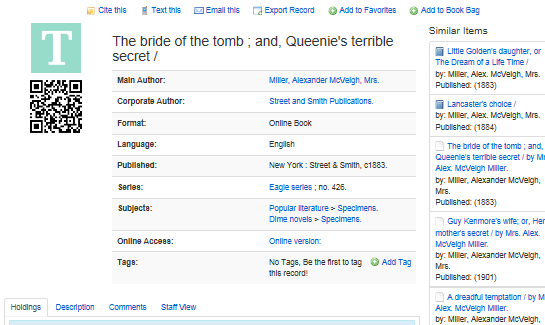 Cite this
Text this
Email this
Export Record
Add to Favorites
Add to Book Bag
T
The bride of the tomb ; and, Queenie's terrible
secret /
Main Author: Miller, Alexander McVeigh, Mrs.
Corporate Author: Street and Smith Publications.
Format: Online Book
Language: English
Published: New York : Street & Smith, c1883.
Series: Eagle series ; no. 426.
Subjects: Popular literature > Specimens.
Dime novels > Specimens.
Online Access: Online version:
Tags: No Tags, Be the first to tag
this record!
Add Tag
Holdings
Description
Comments
Staff View
Similar Items
Little Golden's daughter, or
The Dream of a Life Time /
by: Miller, Alex. McVeigh, Mrs.
Published: (1883)
Lancaster's choice /
by: Miller, Alex. McVeigh, Mrs.
Published: (1884)
The bride of the tomb ; and,
Queenie's terrible secret / by Mrs
Alex. McVeigh Miller.
by: Miller, Alexander McVeigh,
Mrs.
Published: (1883)
Guy Kenmore's wife; or, Her
mother's secret / by Mrs. Alex.
McVeigh Miller.
by: Miller, Alexander McVeigh,
Mrs.
Published: (1901)
A dreadful temptation / by Mrs
Alex. McVeigh Miller.
by: Miller, Alexander McVeigh,